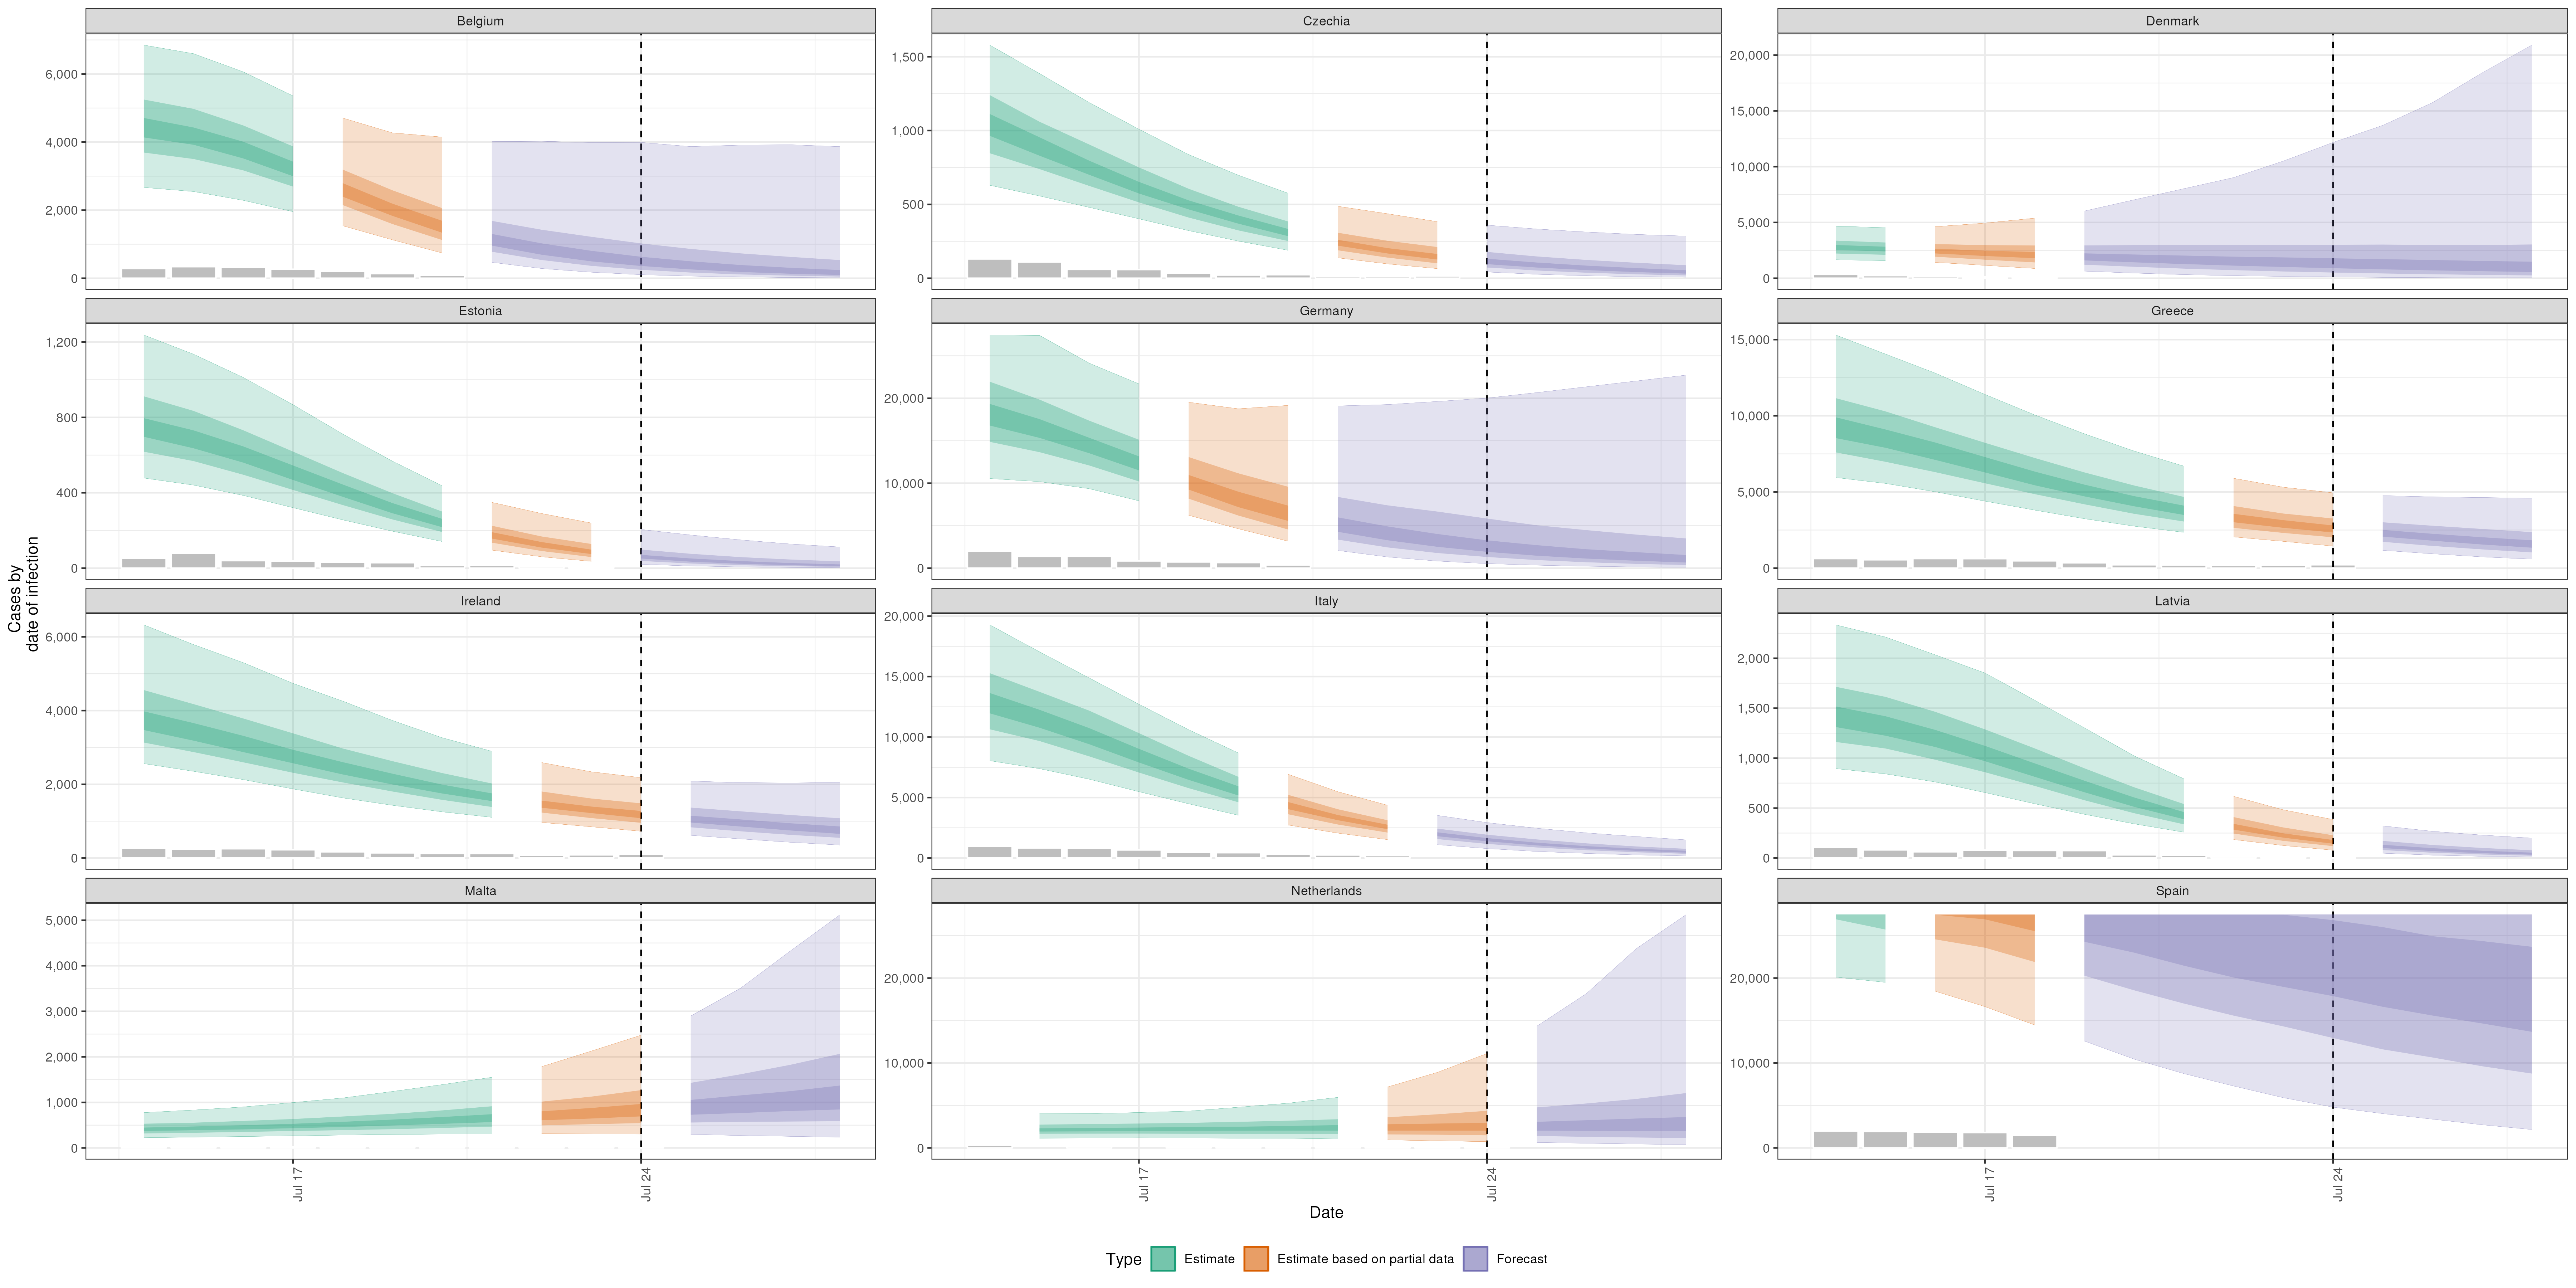 Belgium
Czechia
Denmark
6,000
4,000
2,000
0
1,500
1,000
500
0
20,000
15,000
10,000
5,000
0
Estonia
Germany
Greece
1,200
800
400
0
20,000
10,000
0
15,000
10,000
5,000
0
Cases by
date of infection
Ireland
Italy
Latvia
6,000
4,000
2,000
0
20,000
15,000
10,000
5,000
0
2,000
1,500
1,000
500
0
Malta
Netherlands
Spain
5,000
4,000
3,000
2,000
1,000
0
20,000
10,000
0
20,000
10,000
0
Jul 17
Jul 24
Jul 17
Jul 24
Jul 17
Jul 24
Date
Type Estimate Estimate based on partial data Forecast